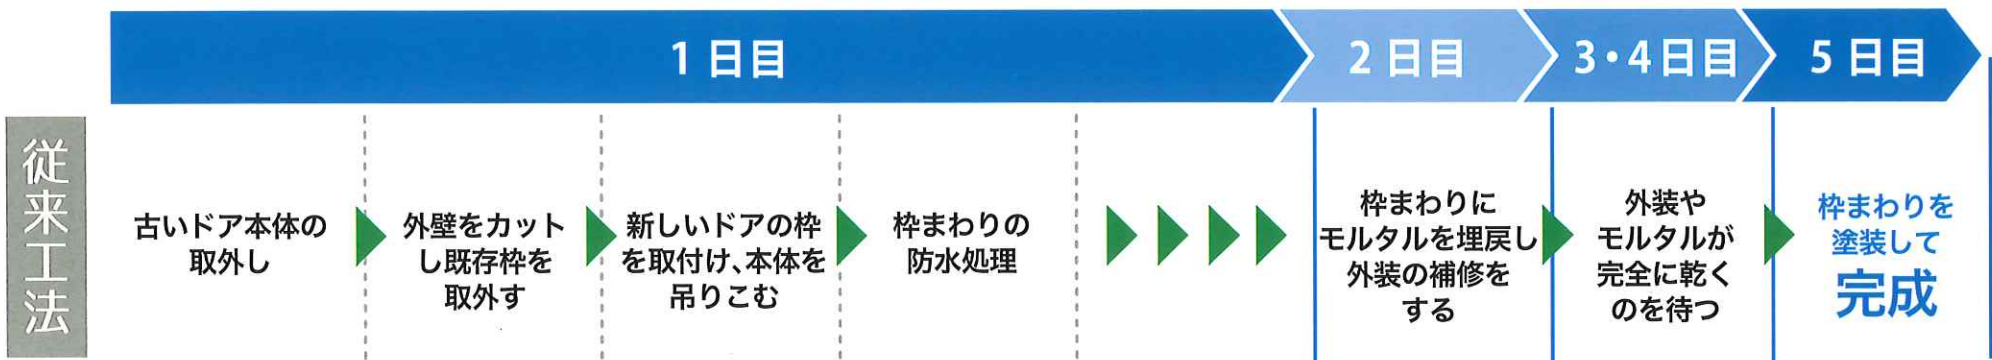 1日目
2日目
3・4日目
5日目
従来工法
古いドア本体の
取外し
外壁をカット
し既存枠を
取外す
新しいドアの枠
を取付け、本体を
吊りこむ
枠まわりの
防水処理
枠まわりに
モルタルを埋戻し
外装の補修を
する
外装や
モルタルが
完全に乾く
のを待つ
枠まわりを
塗装して
完成